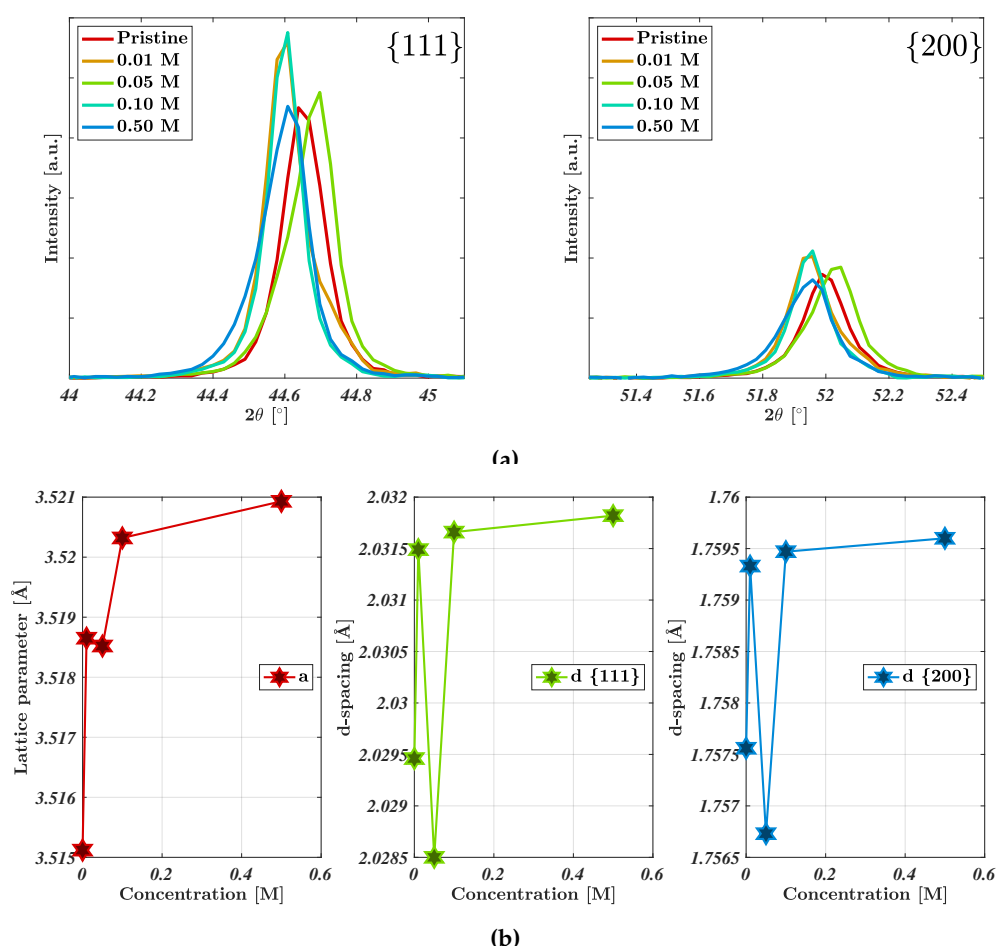 {111}
Pristine
0.01 M
0.05 M
0.10 M
0.50 M
Intensity [a.u.]
44 44.2 44.4 44.6 44.8 45
2θ [°]
{200}
Pristine
0.01 M
0.05 M
0.10 M
0.50 M
Intensity [a.u.]
51.4 51.6 51.8 52 52.2 52.4
2θ [°]
(a)
3.521
3.52
3.519
3.518
3.517
3.516
3.515
Lattice parameter [Å]
a
0 0.2 0.4 0.6
Concentration [M]
2.032
2.0315
2.031
2.0305
2.03
2.0295
2.029
2.0285
d-spacing [Å]
d {111}
0 0.2 0.4 0.6
Concentration [M]
1.76
1.7595
1.759
1.7585
1.758
1.7575
1.757
1.7565
d-spacing [Å]
d {200}
0 0.2 0.4 0.6
Concentration [M]
(b)